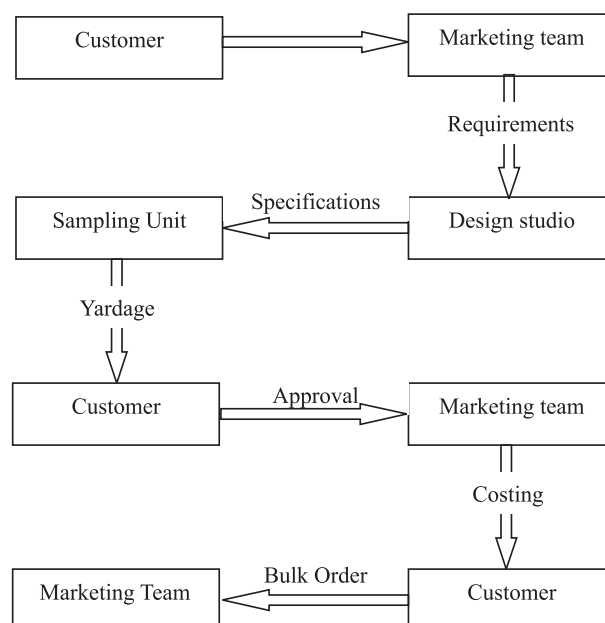 Customer
Marketing team
Requirements
Specifications
Sampling Unit
Design studio
Yardage
Customer
Approval
Marketing team
Costing
Bulk Order
Marketing Team
Customer